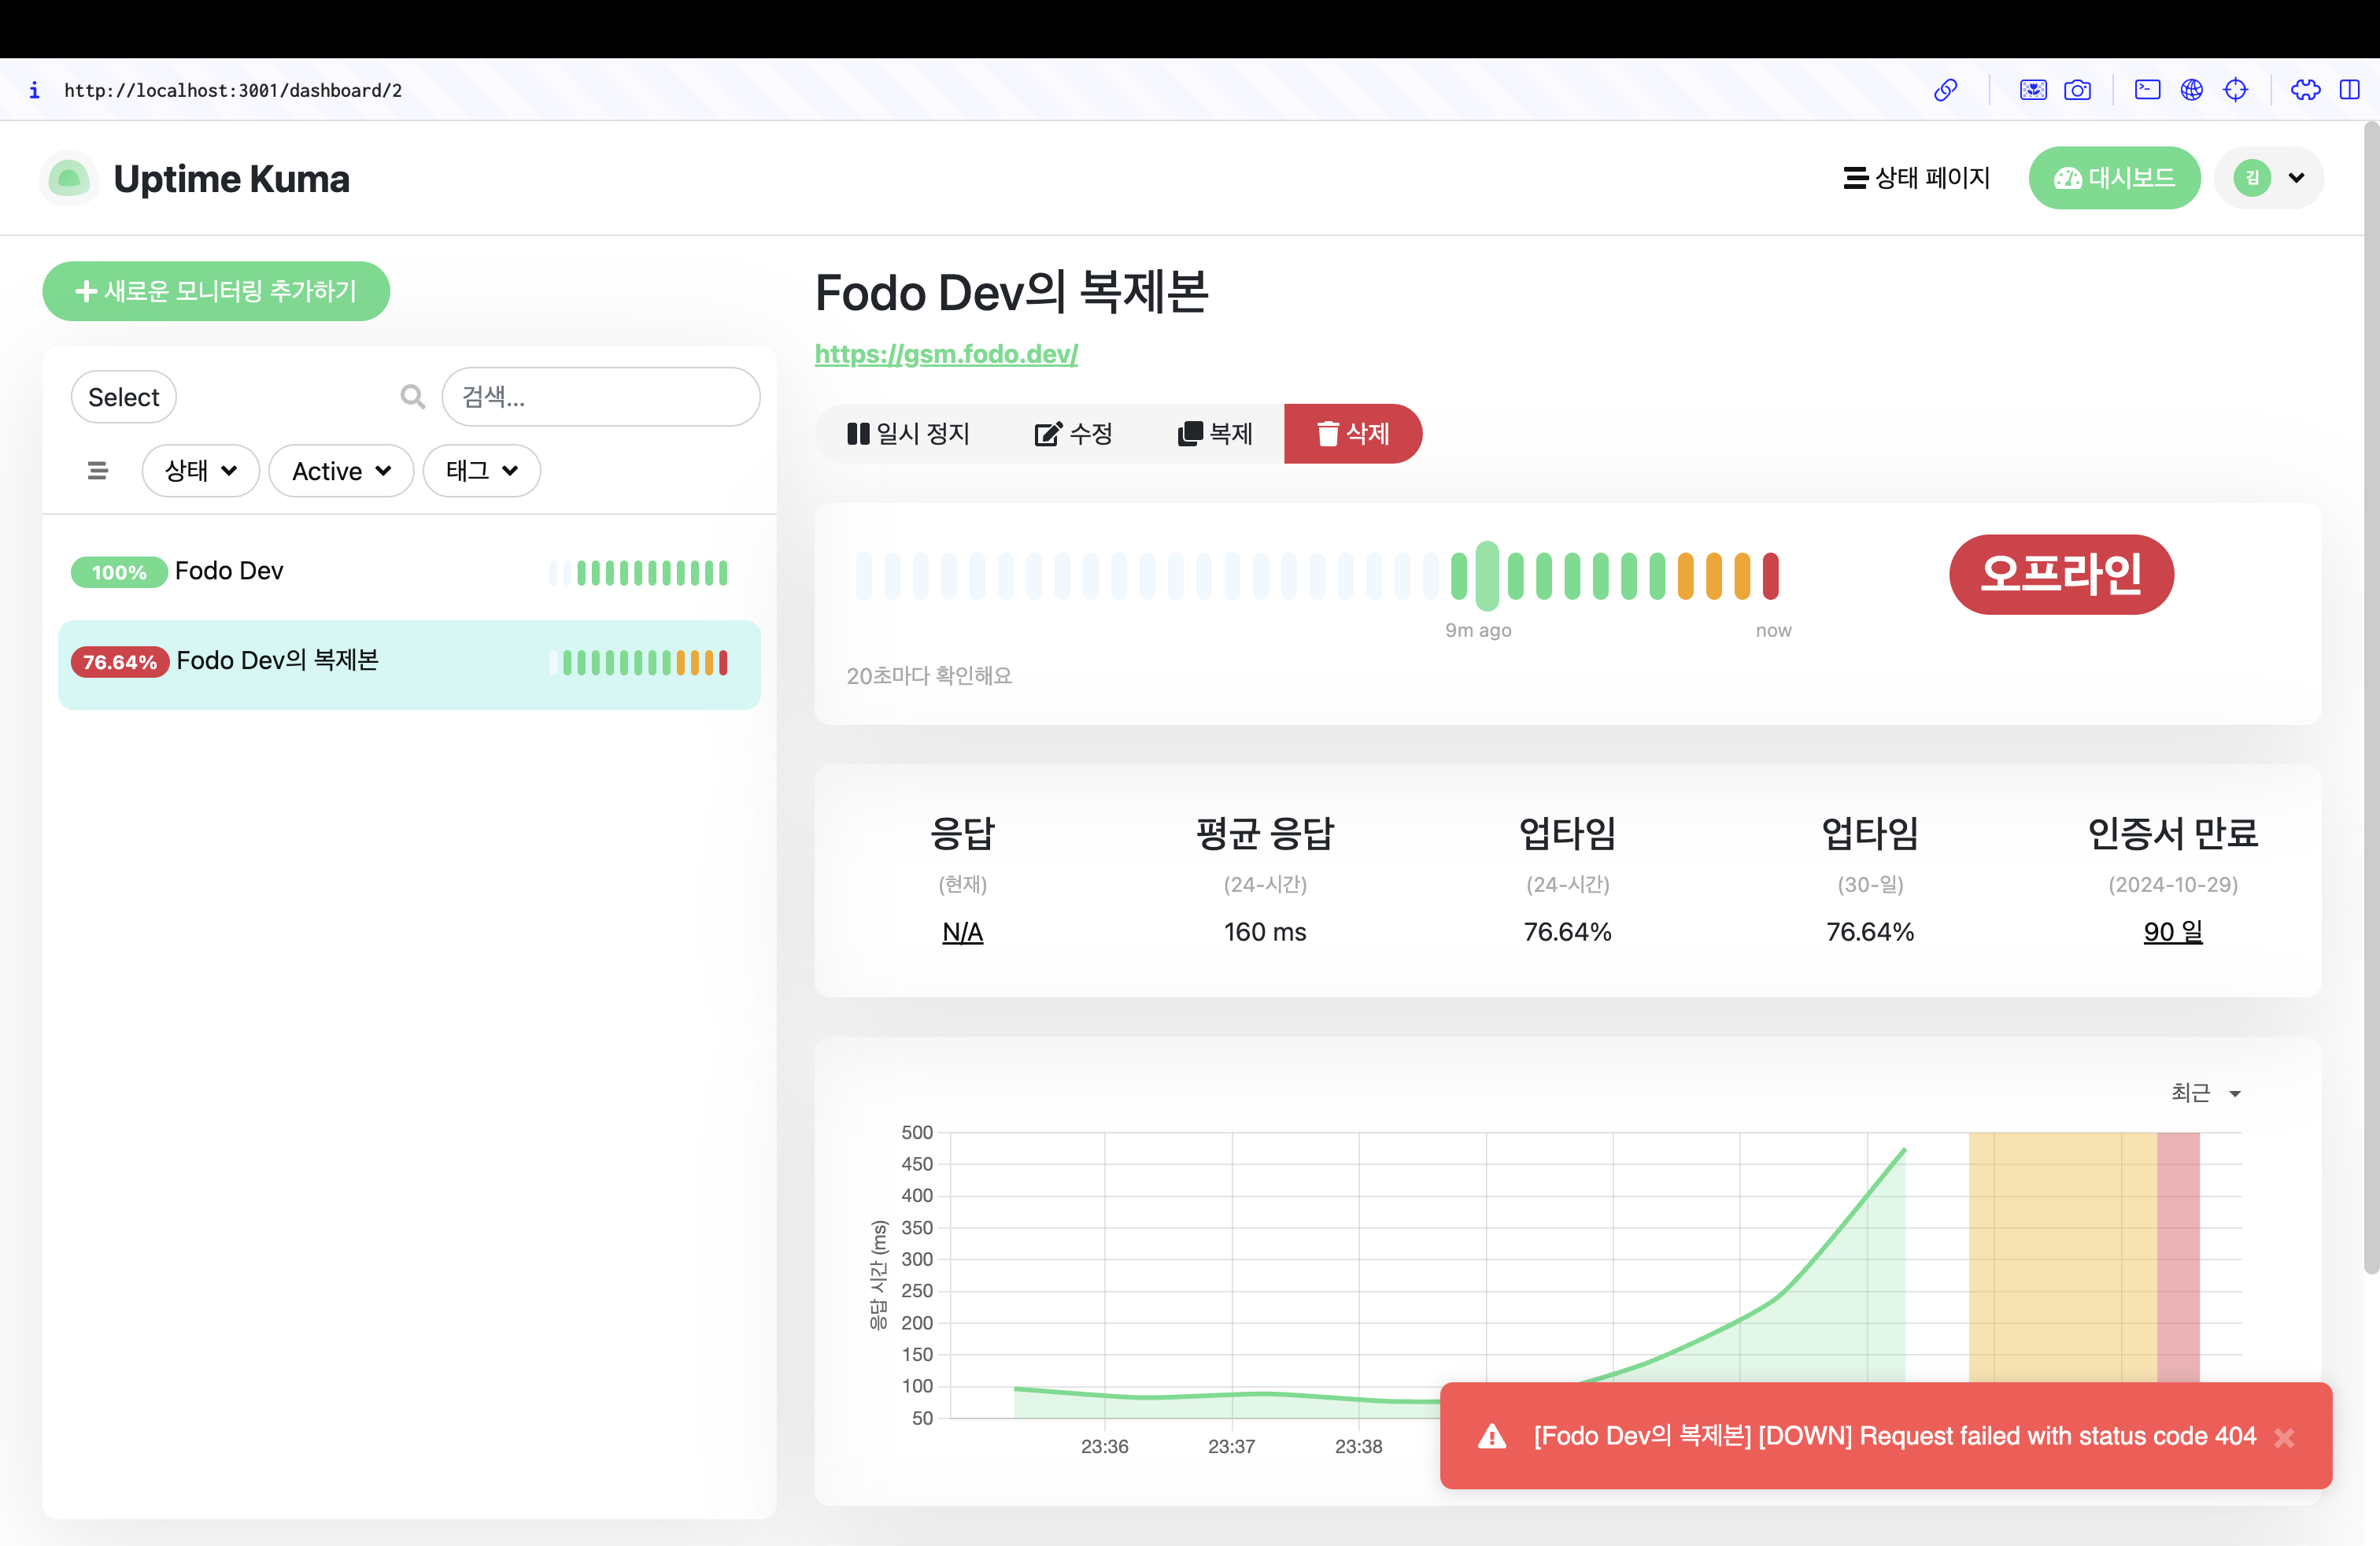 http://localhost:3001/dashboard/2
Uptime Kuma
상태 페이지
대시보드
김
새로운 모니터링 추가하기
Select
검색...
상태
Active
태그
100% Fodo Dev
76.64% Fodo Dev의 복제본
Fodo Dev의 복제본
https://gsm.fodo.dev/
일시 정지
수정
복제
삭제
9m ago
now
오프라인
20초마다 확인해요
응답
(현재)
N/A
평균 응답
(24-시간)
160 ms
업타임
(24-시간)
76.64%
업타임
(30-일)
76.64%
인증서 만료
(2024-10-29)
90 일
최근
응답 시간 (ms)
500
450
400
350
300
250
200
150
100
50
23:36
23:37
23:38
[Fodo Dev의 복제본] [DOWN] Request failed with status code 404